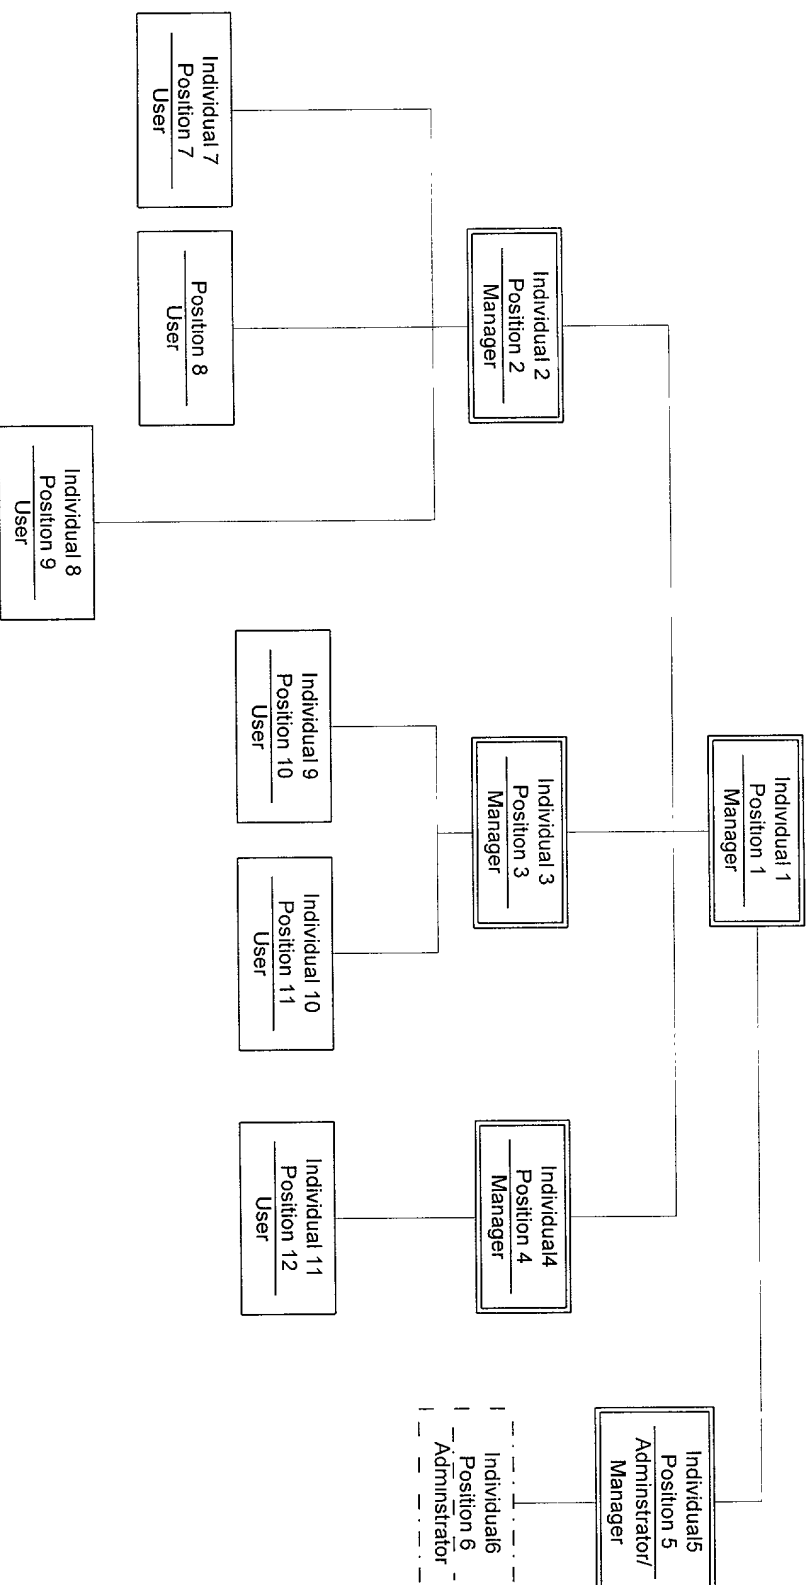 Individual 1
Position 1
Manager
Individual 2
Position 2
Manager
Individual 3
Position 3
Manager
Individual4
Position 4
Manager
Individual5
Position 5
Adminstrator/
Manager
Individual6
Position 6
Adminstrator
Individual 7
Position 7
User
Position 8
User
Individual 8
Position 9
User
Individual 9
Position 10
User
Individual 10
Position 11
User
Individual 11
Position 12
User